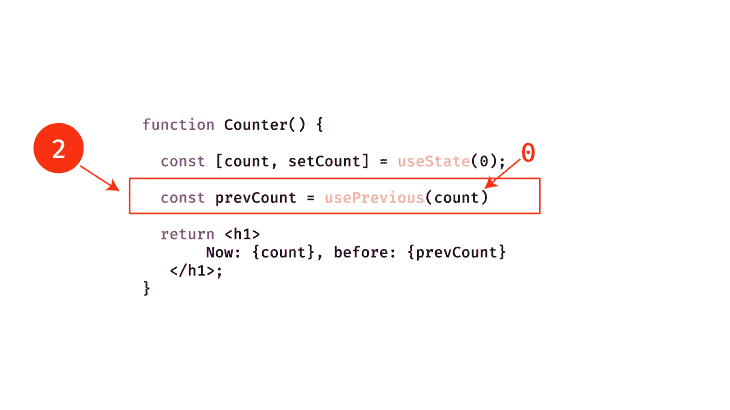 function Counter() {
2
const [count, setCount] = useState(0);
0
const prevCount = usePrevious(count)
return <h1>
Now: {count}, before: {prevCount}
</h1>;
}